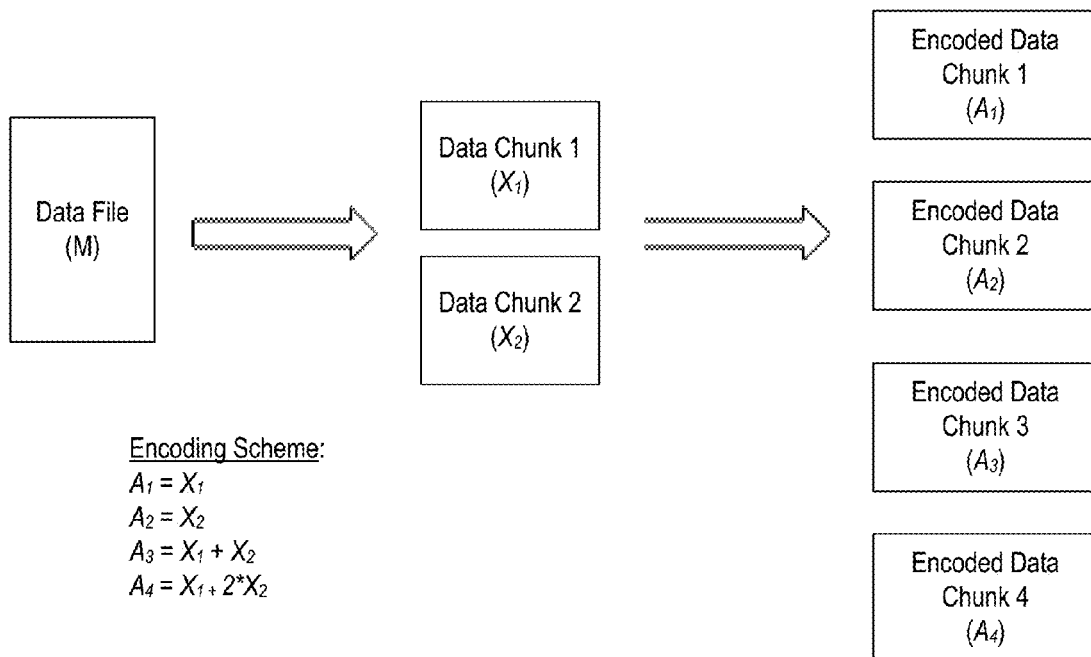 Data File
(M)
Data Chunk 1
(X1)
Data Chunk 2
(X2)
Encoded Data
Chunk 1
(A1)
Encoded Data
Chunk 2
(A2)
Encoded Data
Chunk 3
(A3)
Encoded Data
Chunk 4
(A4)
Encoding Scheme:
A1 = X1
A2 = X2
A3 = X1 + X2
A4 = X1 + 2*X2